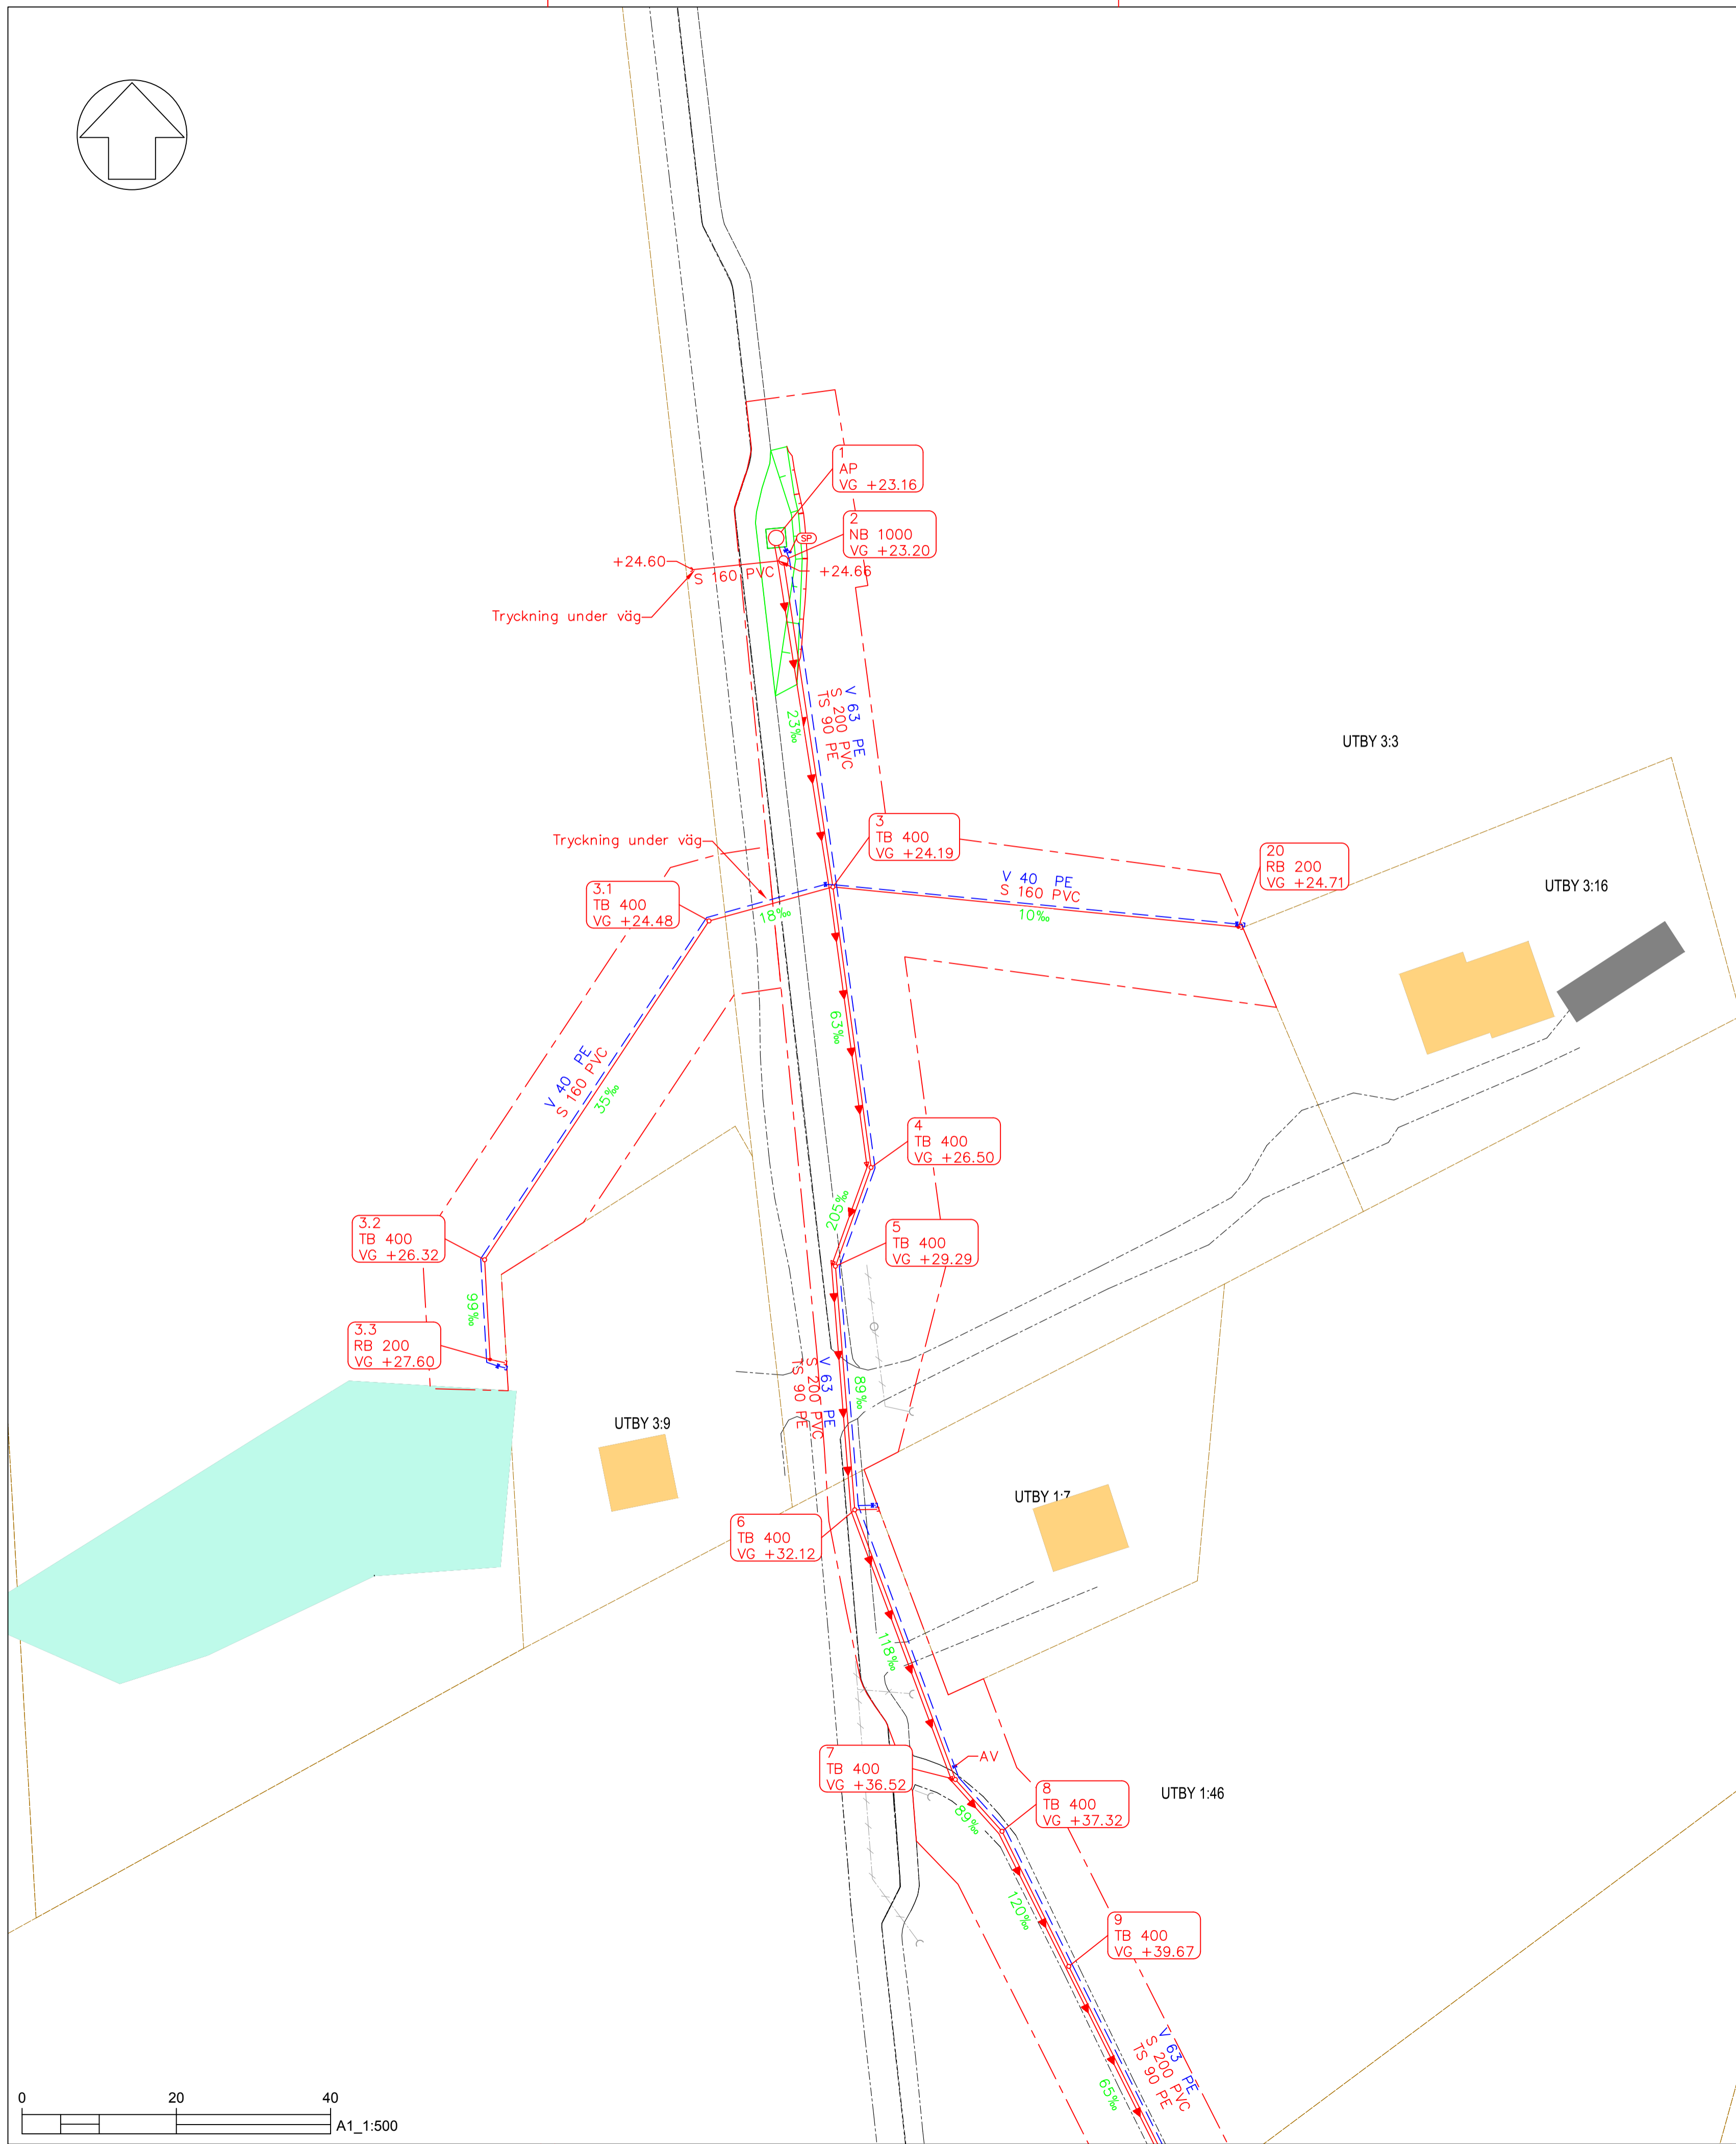 1
AP
VG +23.16
2
NB 1000
VG +23.20
SP
+24.60
S 160 PVC
+24.66
Tryckning under väg
V 63 PE
S 200 PVC
TS 90 PE
23‰
UTBY 3:3
3
TB 400
VG +24.19
Tryckning under väg
20
RB 200
VG +24.71
V 40 PE
S 160 PVC
10‰
UTBY 3:16
3.1
TB 400
VG +24.48
18‰
63‰
V 40 PE
S 160 PVC
35‰
4
TB 400
VG +26.50
205‰
3.2
TB 400
VG +26.32
5
TB 400
VG +29.29
99‰
3.3
RB 200
VG +27.60
V 63 PE
S 200 PVC
TS 90 PE
89‰
UTBY 3:9
UTBY 1:7
6
TB 400
VG +32.12
118‰
7
TB 400
VG +36.52
AV
8
TB 400
VG +37.32
UTBY 1:46
89‰
120‰
9
TB 400
VG +39.67
V 63 PE
S 200 PVC
TS 90 PE
65‰
0 20 40
A1_1:500